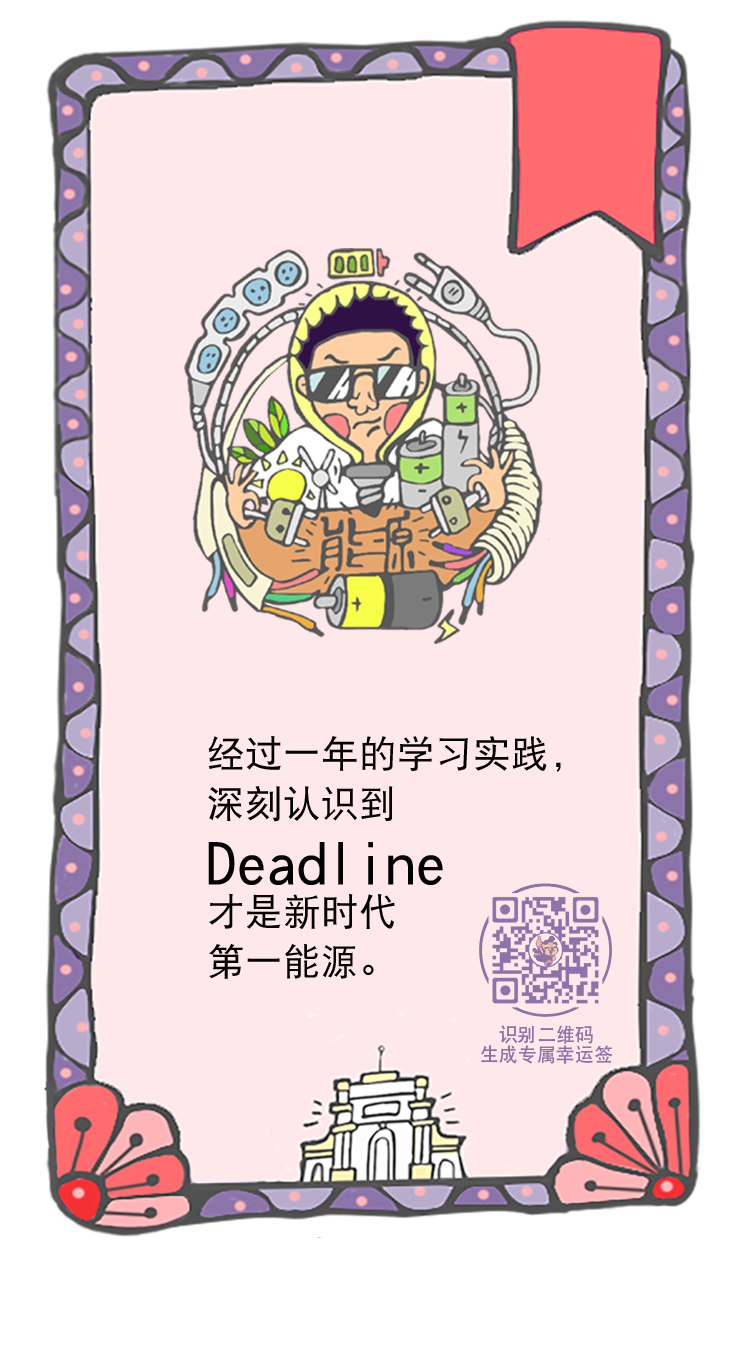 能源
经过一年的学习实践，
深刻认识到
Deadline
才是新时代
第一能源。
识别二维码
生成专属幸运签